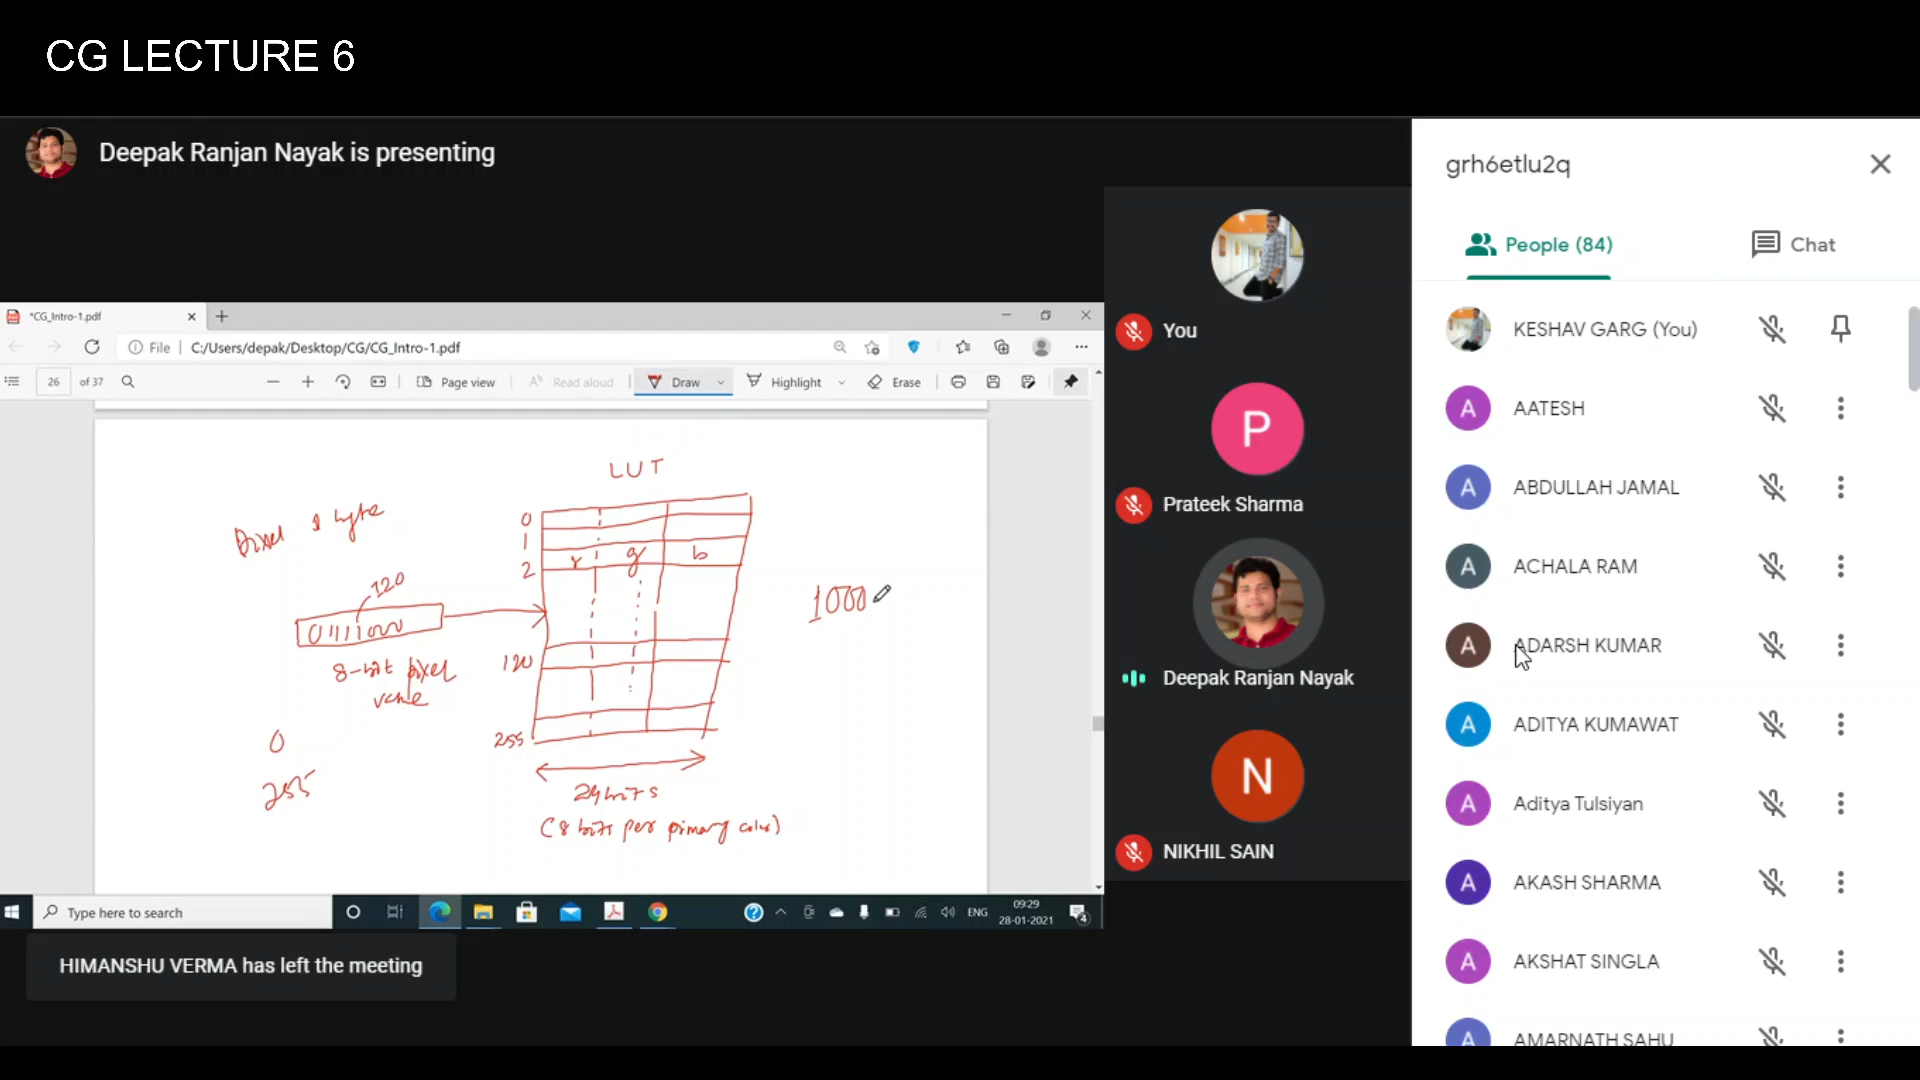 CG LECTURE 6
Deepak Ranjan Nayak is presenting
*CG_Intro-1.pdf
File | C:/Users/depak/Desktop/CG/CG_Intro-1.pdf
26 of 37
Page view
Read aloud
Draw
Highlight
Erase
LUT
Pixel 1 byte
0
1
2
r g b
120
01111000
8-bit pixel
value
120
255
0
255
24 bits
(8 bits per primary color)
1000
Type here to search
ENG
09:29
28-01-2021
4
HIMANSHU VERMA has left the meeting
You
P
Prateek Sharma
Deepak Ranjan Nayak
N
NIKHIL SAIN
grh6etlu2q
People (84)
Chat
KESHAV GARG (You)
A AATESH
A ABDULLAH JAMAL
A ACHALA RAM
A ADARSH KUMAR
A ADITYA KUMAWAT
A Aditya Tulsiyan
A AKASH SHARMA
A AKSHAT SINGLA
A AMARNATH SAHU